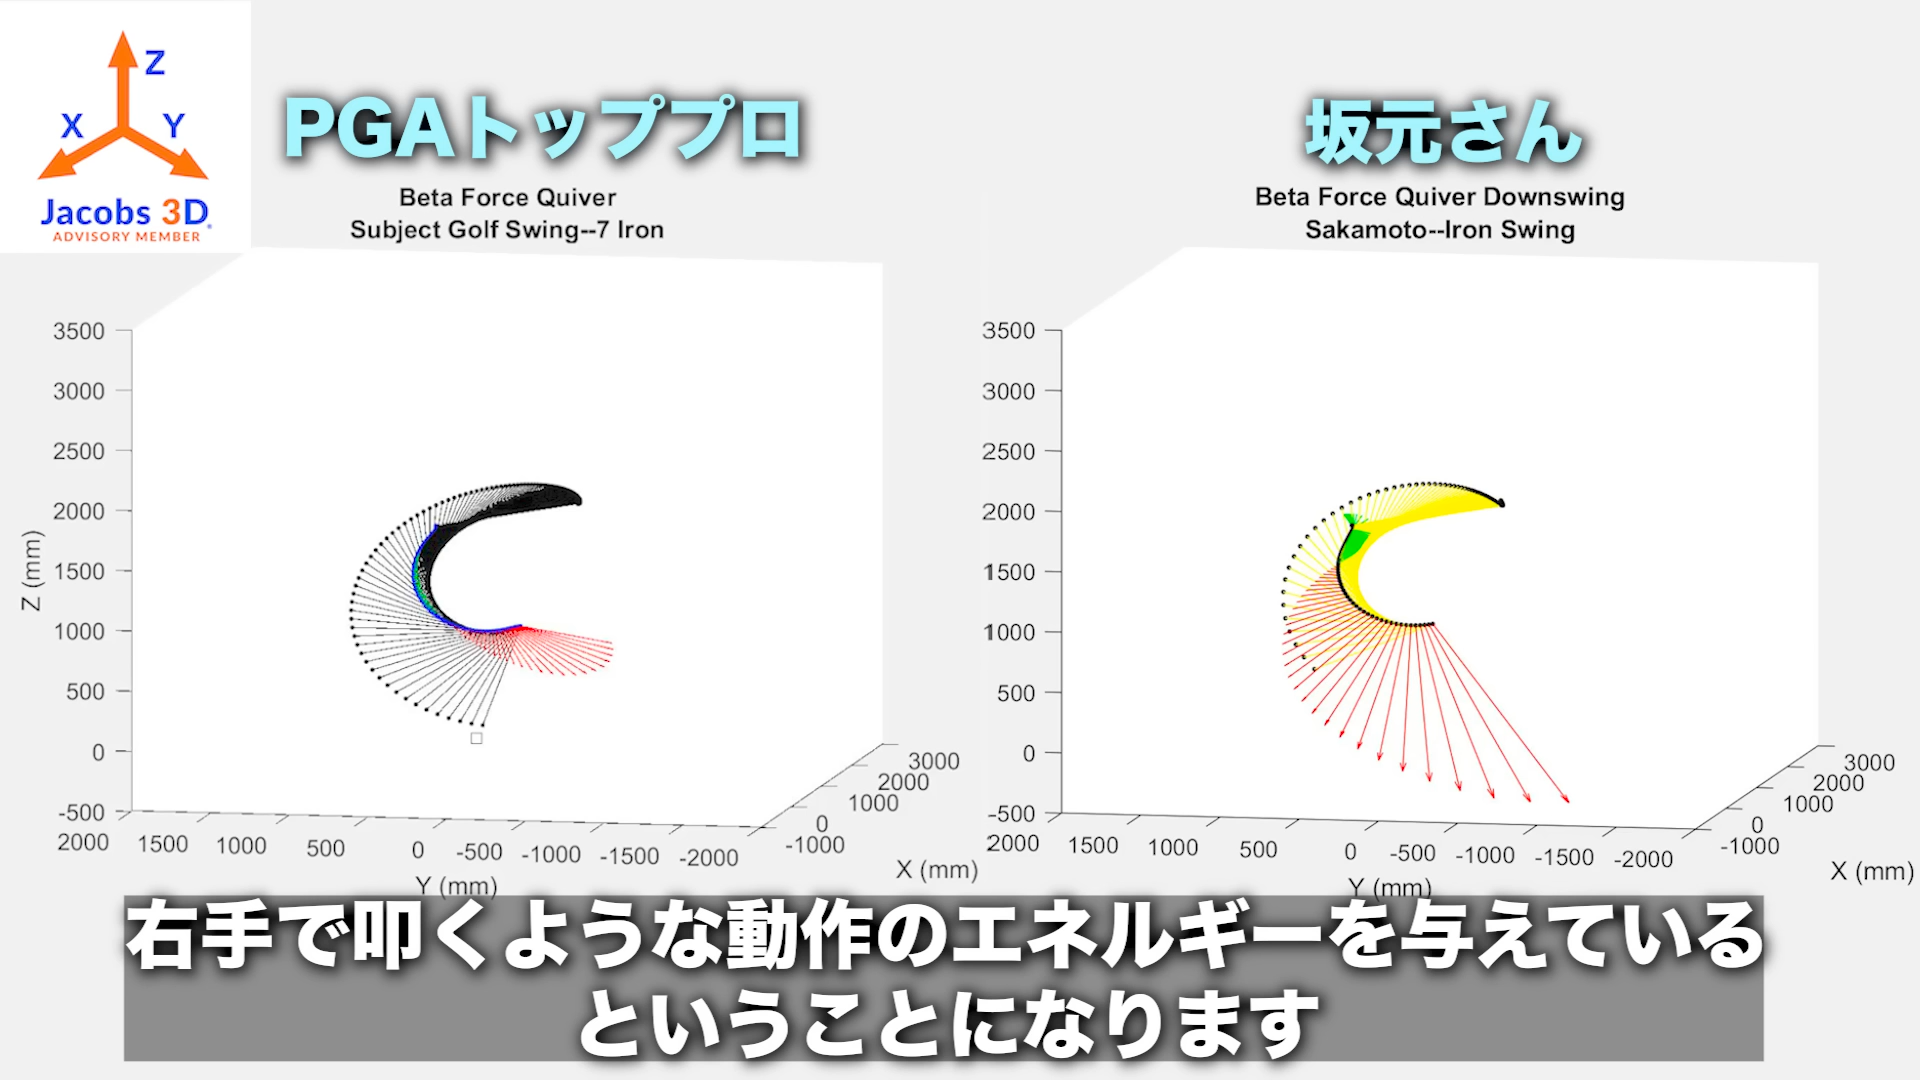 Z
X
Y
Jacobs 3D
ADVISORY MEMBER
PGAトッププロ
Beta Force Quiver
Subject Golf Swing--7 Iron
3500
3000
2500
2000
1500
1000
500
0
-500
Z (mm)
2000 1500 1000 500 0 -500 -1000 -1500 -2000
Y (mm)
3000
2000
1000
0
-1000
X (mm)
坂元さん
Beta Force Quiver Downswing
Sakamoto--Iron Swing
3500
3000
2500
2000
1500
1000
500
0
-500
2000 1500 1000 500 0 -500 -1000 -1500 -2000
Y (mm)
3000
2000
1000
0
-1000
X (mm)
右手で叩くような動作のエネルギーを与えている
ということになります